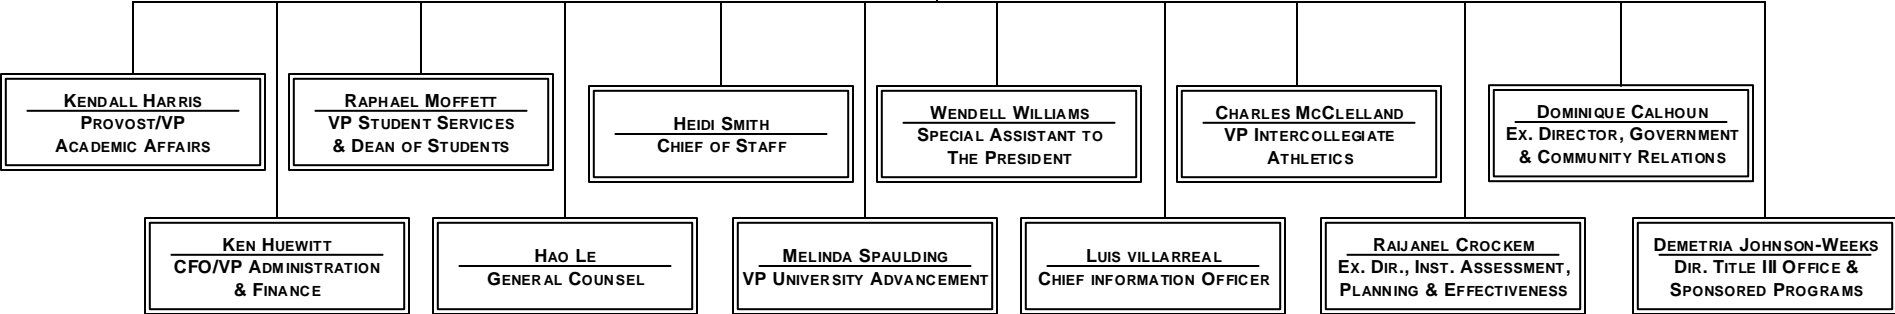 KENDALL HARRIS
PROVOST/VP
ACADEMIC AFFAIRS
RAPHAEL MOFFETT
VP STUDENT SERVICES
& DEAN OF STUDENTS
HEIDI SMITH
CHIEF OF STAFF
WENDELL WILLIAMS
SPECIAL ASSISTANT TO
THE PRESIDENT
CHARLES MCCLELLAND
VP INTERCOLLEGIATE
ATHLETICS
DOMINIQUE CALHOUN
EX. DIRECTOR, GOVERNMENT
& COMMUNITY RELATIONS
KEN HUEWITT
CFO/VP ADMINISTRATION
& FINANCE
HAO LE
GENERAL COUNSEL
MELINDA SPAULDING
VP UNIVERSITY ADVANCEMENT
LUIS VILLARREAL
CHIEF INFORMATION OFFICER
RAIJANEL CROCKEM
EX. DIR., INST. ASSESSMENT,
PLANNING & EFFECTIVENESS
DEMETRIA JOHNSON-WEEKS
DIR. TITLE III OFFICE &
SPONSORED PROGRAMS